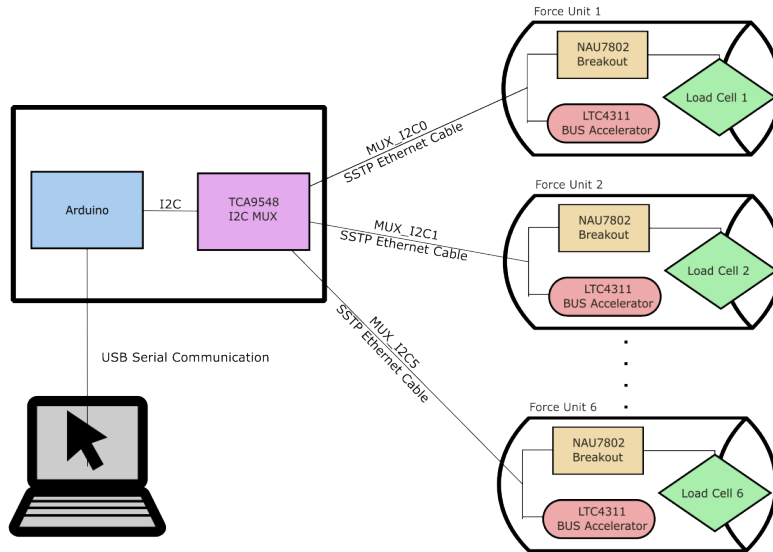 Force Unit 1
NAU7802
Breakout
Load Cell 1
LTC4311
BUS Accelerator
MUX_I2C0
SSTP Ethernet Cable
Arduino
I2C
TCA9548
I2C MUX
Force Unit 2
NAU7802
Breakout
Load Cell 2
LTC4311
BUS Accelerator
MUX_I2C1
SSTP Ethernet Cable
MUX_I2C5
SSTP Ethernet Cable
USB Serial Communication
Force Unit 6
NAU7802
Breakout
Load Cell 6
LTC4311
BUS Accelerator